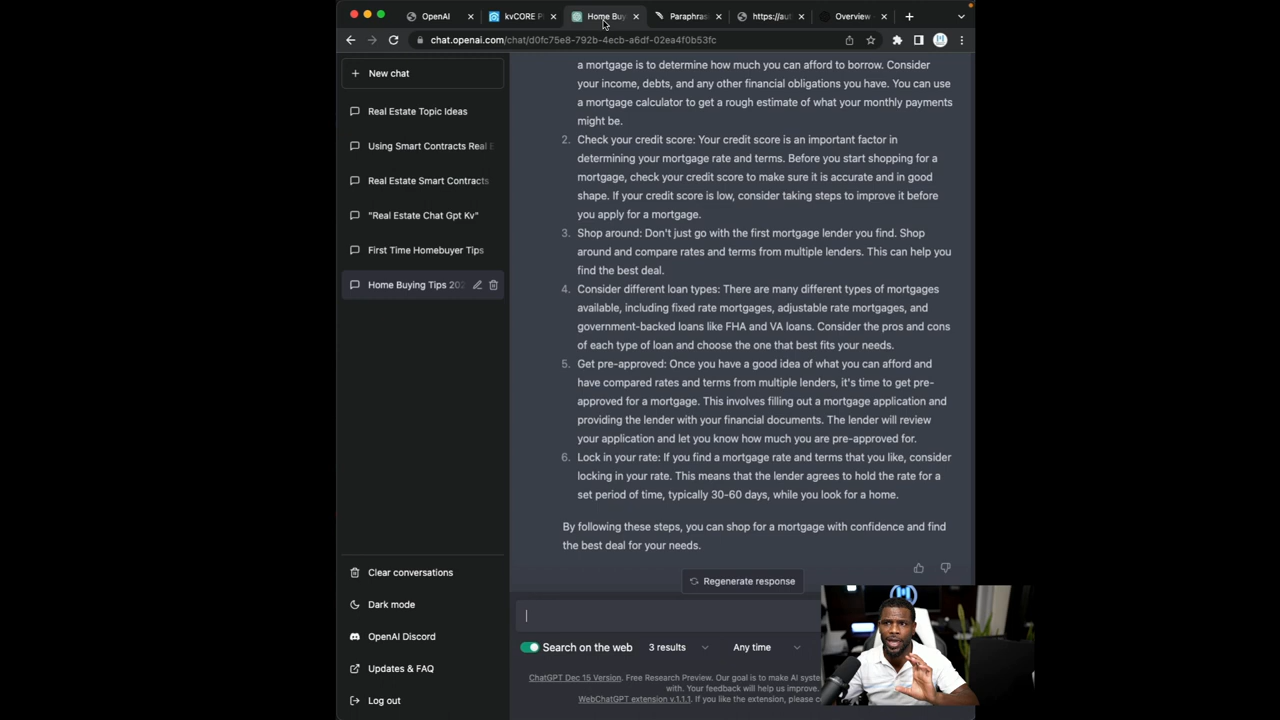 OpenAI
kvCORE P
Home Buy
Paraphras
https://au
Overview
chat.openai.com/chat/d0fc75e8-792b-4ecb-a6df-02ea4f0b53fc
New chat
Real Estate Topic Ideas
Using Smart Contracts Real E
Real Estate Smart Contracts
"Real Estate Chat Gpt Kv"
First Time Homebuyer Tips
Home Buying Tips 202
Clear conversations
Dark mode
OpenAI Discord
Updates & FAQ
Log out
a mortgage is to determine how much you can afford to borrow. Consider
your income, debts, and any other financial obligations you have. You can use
a mortgage calculator to get a rough estimate of what your monthly payments
might be.
2. Check your credit score: Your credit score is an important factor in
determining your mortgage rate and terms. Before you start shopping for a
mortgage, check your credit score to make sure it is accurate and in good
shape. If your credit score is low, consider taking steps to improve it before
you apply for a mortgage.
3. Shop around: Don't just go with the first mortgage lender you find. Shop
around and compare rates and terms from multiple lenders. This can help you
find the best deal.
4. Consider different loan types: There are many different types of mortgages
available, including fixed rate mortgages, adjustable rate mortgages, and
government-backed loans like FHA and VA loans. Consider the pros and cons
of each type of loan and choose the one that best fits your needs.
5. Get pre-approved: Once you have a good idea of what you can afford and
have compared rates and terms from multiple lenders, it's time to get pre-
approved for a mortgage. This involves filling out a mortgage application and
providing the lender with your financial documents. The lender will review
your application and let you know how much you are pre-approved for.
6. Lock in your rate: If you find a mortgage rate and terms that you like, consider
locking in your rate. This means that the lender agrees to hold the rate for a
set period of time, typically 30-60 days, while you look for a home.
By following these steps, you can shop for a mortgage with confidence and find
the best deal for your needs.
Regenerate response
Search on the web
3 results
Any time
ChatGPT Dec 15 Version. Free Research Preview. Our goal is to make AI syste
with. Your feedback will help us improve.
WebChatGPT extension v.1.1.1. If you like the extension, please c